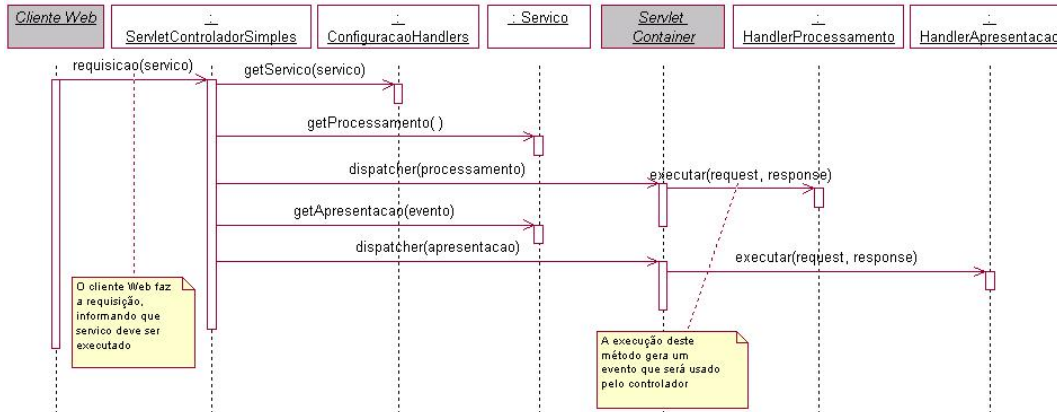 Cliente Web
:
ServletControladorSimples
:
ConfiguracaoHandlers
: Servico
Servlet
Container
:
HandlerProcessamento
:
HandlerApresentacao
requisicao(servico)
getServico(servico)
getProcessamento( )
dispatcher(processamento)
executar(request, response)
getApresentacao(evento)
dispatcher(apresentacao)
executar(request, response)
O cliente Web faz
a requisição,
informando que
servico deve ser
executado
A execução deste
método gera um
evento que será usado
pelo controlador